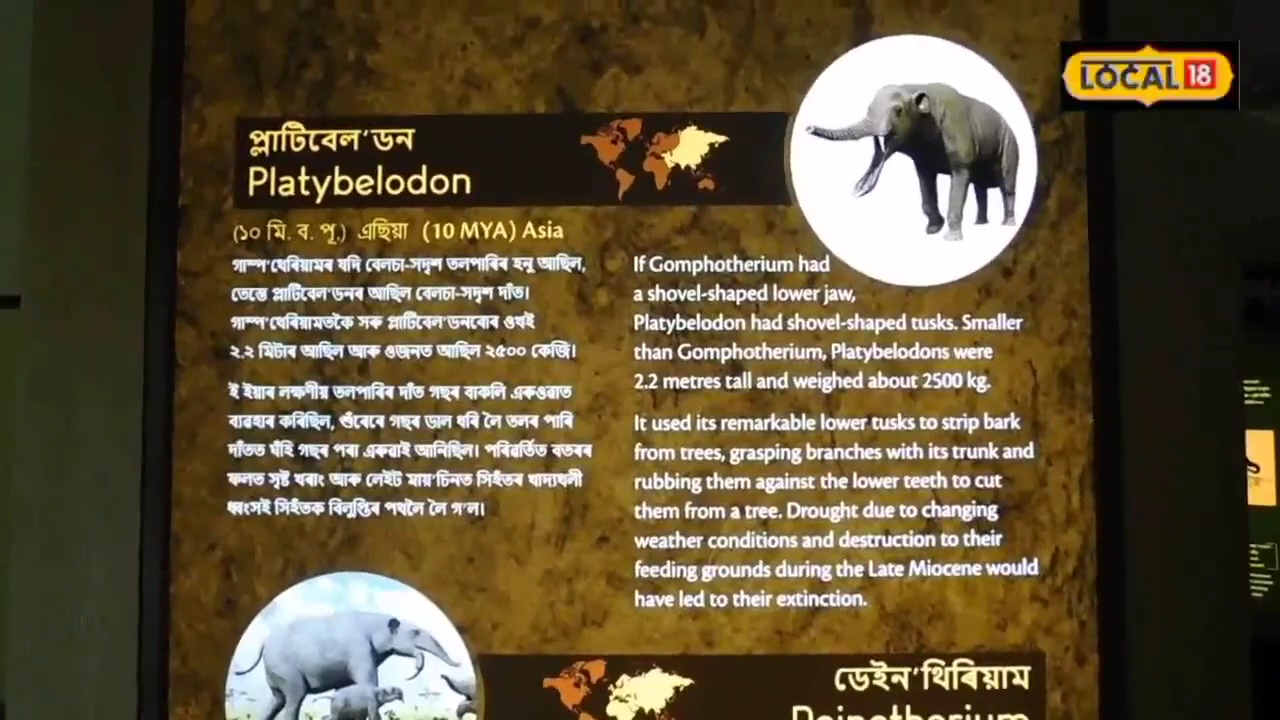 LOCAL 18
প্লাটিবেল'ডন
Platybelodon
(১০ মি. ব. পূ.) এছিয়া (10 MYA) Asia
গাম্প'থেৰিয়ামৰ যদি বেলচা-সদৃশ তলপাৰিৰ হনু আছিল,
তেন্তে প্লাটিবেল'ডনৰ আছিল বেলচা-সদৃশ দাঁত।
গাম্প'থেৰিয়ামতকৈ সৰু প্লাটিবেল'ডনবোৰ ওখই
২.২ মিটাৰ আছিল আৰু ওজনত আছিল ২৫০০ কেজি।
ই ইয়াৰ লক্ষণীয় তলপাৰিৰ দাঁত গছৰ বাকলি এৰুওৱাত
ব্যৱহাৰ কৰিছিল, শুঁৰেৰে গছৰ ডাল ধৰি লৈ তলৰ পাৰি
দাঁতত ঘঁহি গছৰ পৰা এৰুৱাই আনিছিল। পৰিৱৰ্তিত বতৰৰ
ফলত সৃষ্ট খৰাং আৰু লেইট মায়'চিনত সিহঁতৰ খাদ্যথলী
ধ্বংসই সিহঁতক বিলুপ্তিৰ পথলৈ লৈ গ'ল।
If Gomphotherium had
a shovel-shaped lower jaw,
Platybelodon had shovel-shaped tusks. Smaller
than Gomphotherium, Platybelodons were
2.2 metres tall and weighed about 2500 kg.
It used its remarkable lower tusks to strip bark
from trees, grasping branches with its trunk and
rubbing them against the lower teeth to cut
them from a tree. Drought due to changing
weather conditions and destruction to their
feeding grounds during the Late Miocene would
have led to their extinction.
ডেইন'থিৰিয়াম
Deinotherium